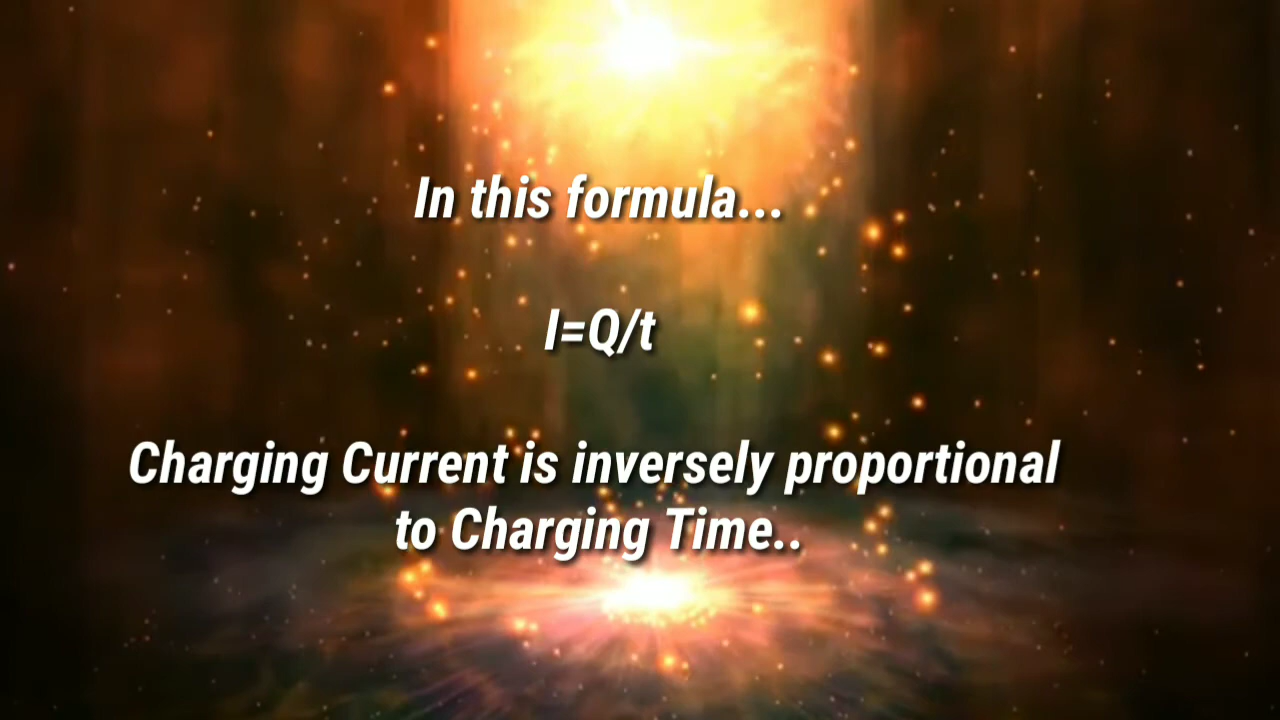 In this formula...
I=Q/t
Charging Current is inversely proportional
to Charging Time..